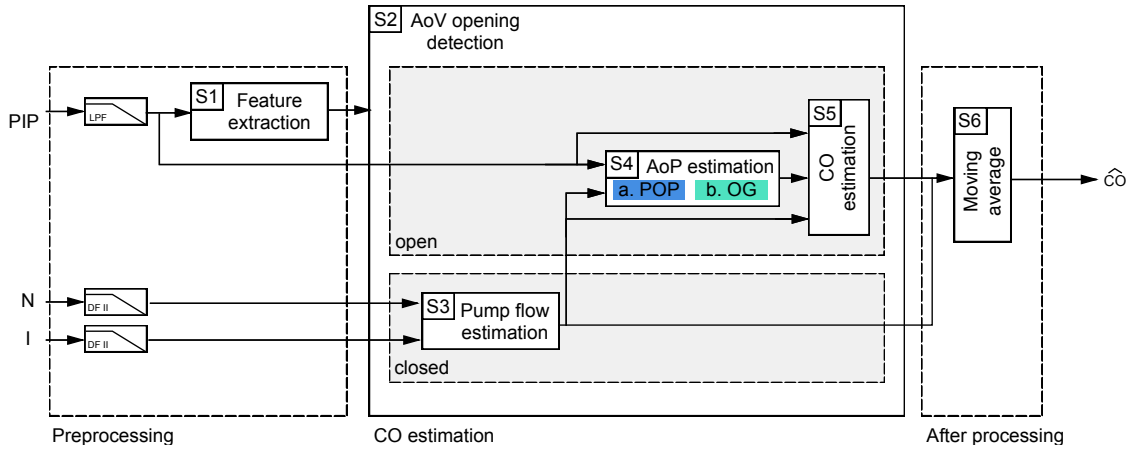 S2 AoV opening
detection
PIP
LPF
S1 Feature
extraction
S5
CO
estimation
S6
Moving
average
S4 AoP estimation
a. POP b. OG
ĈO
open
N
DF II
S3 Pump flow
estimation
I
DF II
closed
Preprocessing
CO estimation
After processing